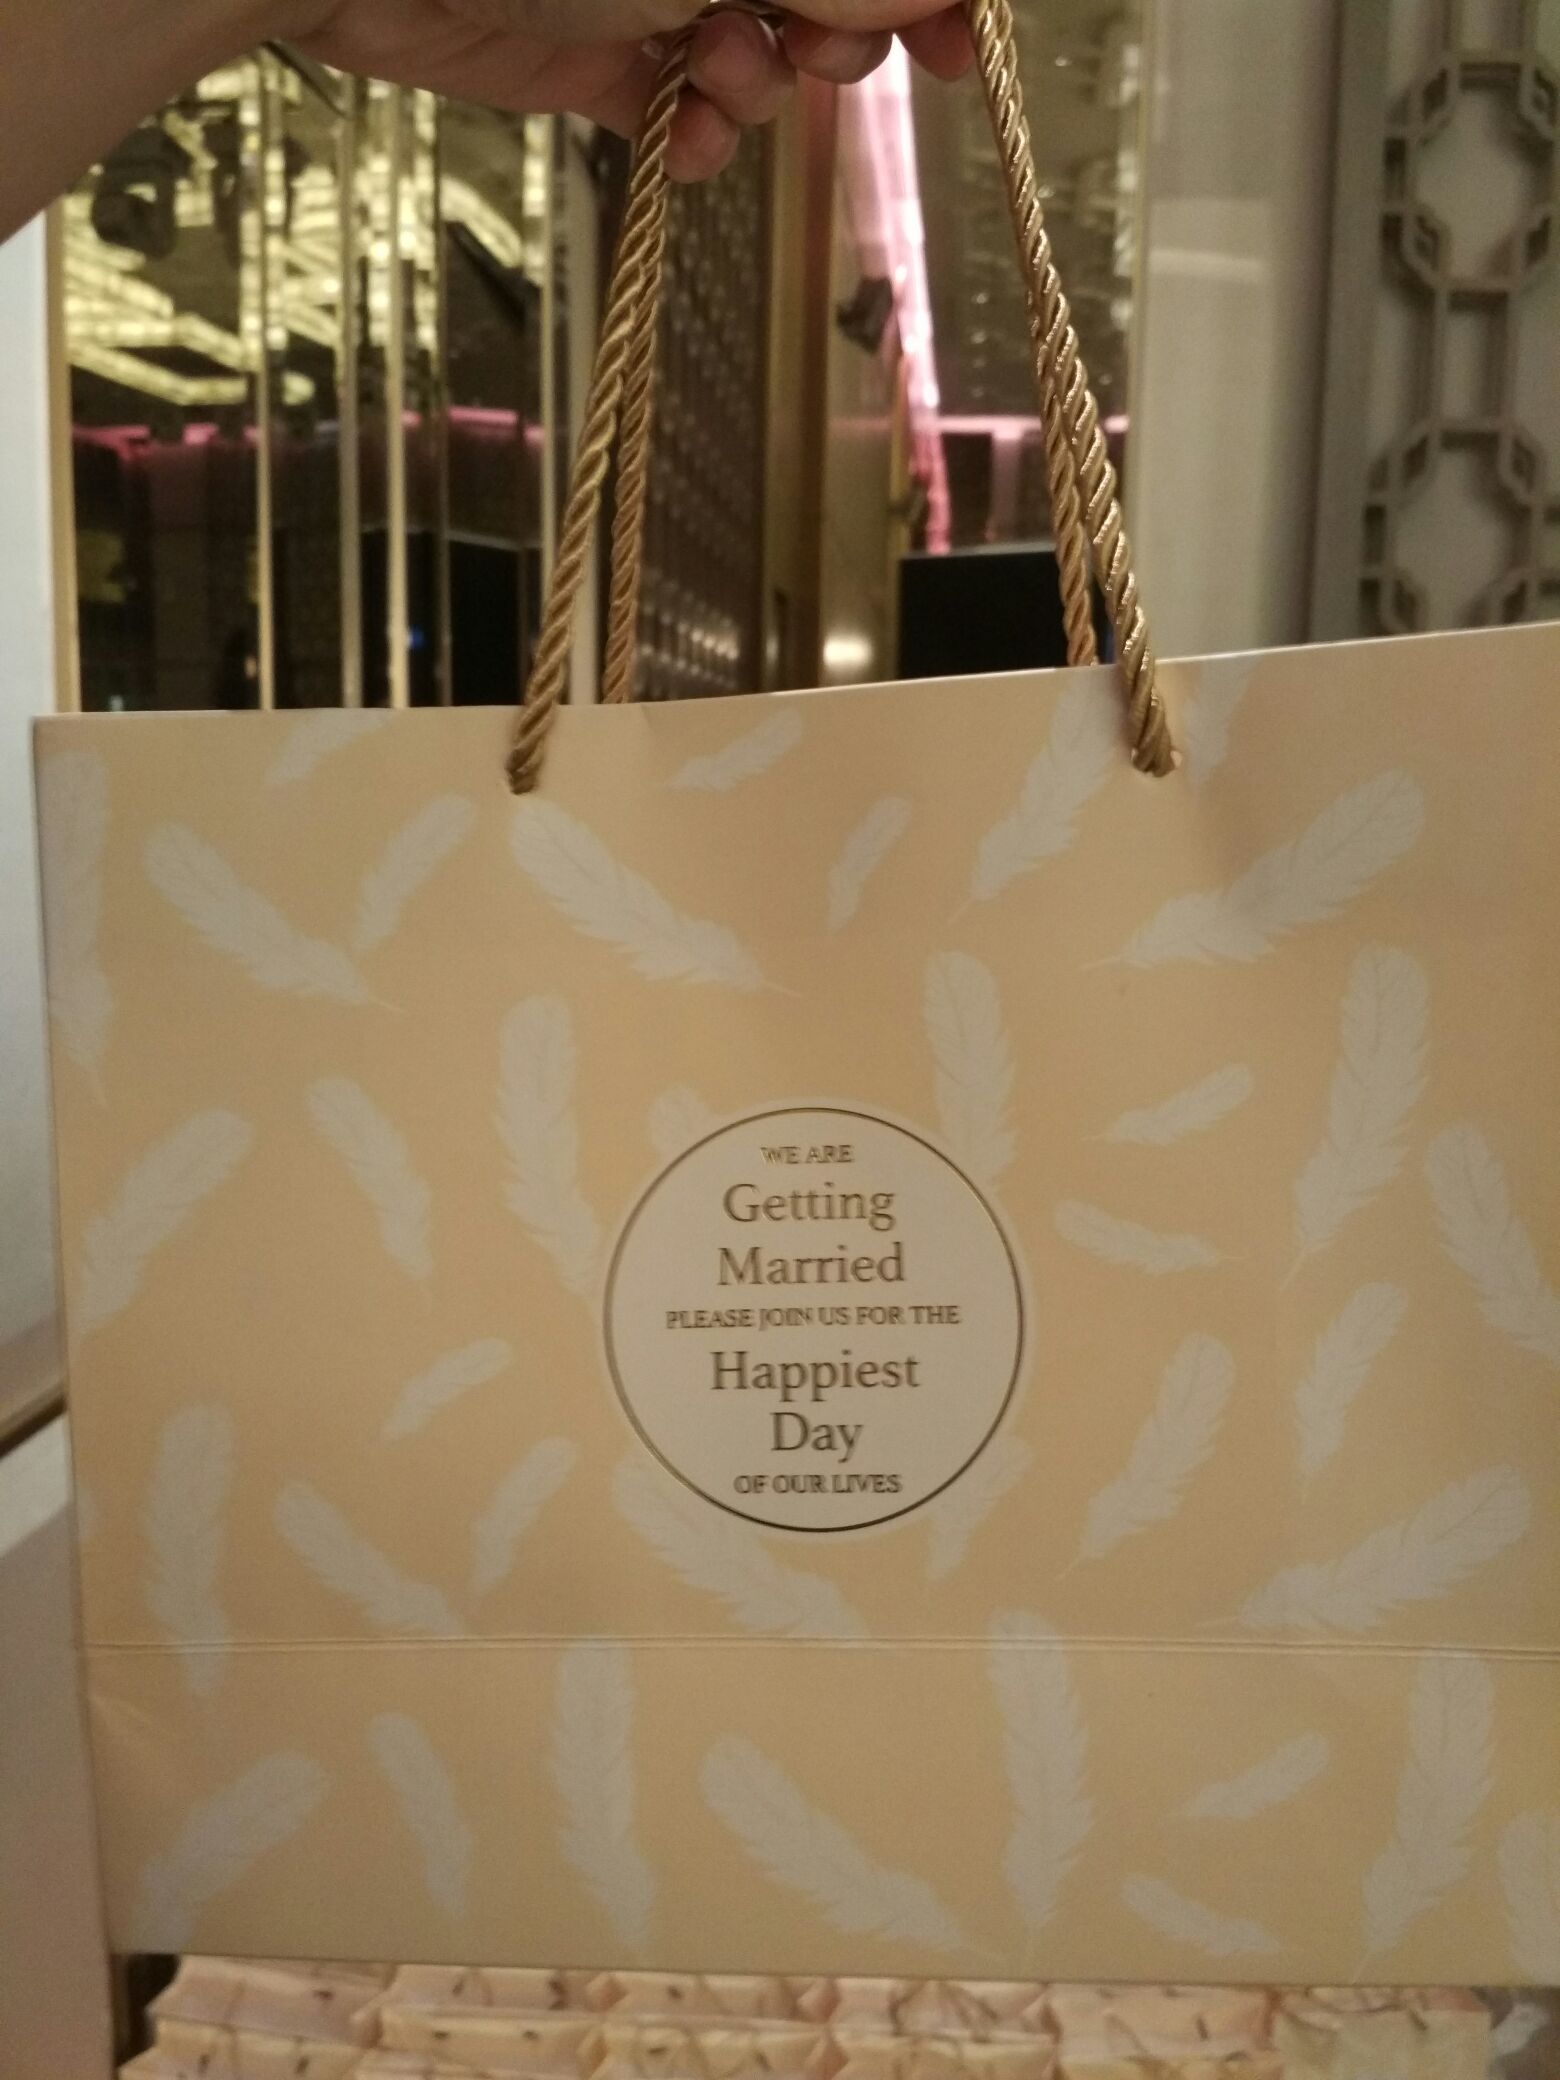 WE ARE
Getting
Married
PLEASE JOIN US FOR THE
Happiest
Day
OF OUR LIVES